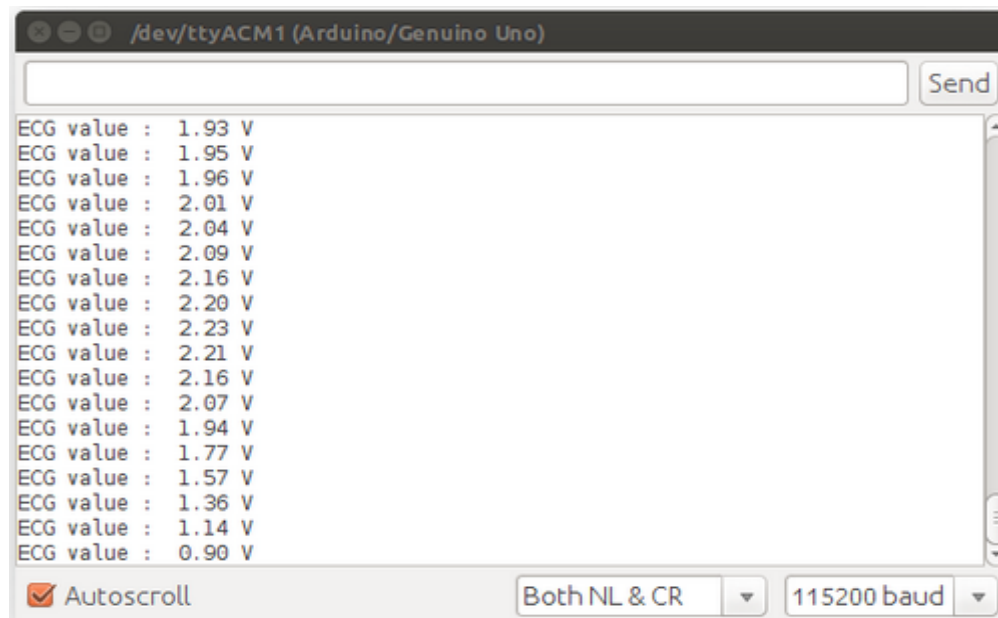 /dev/ttyACM1 (Arduino/Genuino Uno)
Send
ECG value :  1.93 V
ECG value :  1.95 V
ECG value :  1.96 V
ECG value :  2.01 V
ECG value :  2.04 V
ECG value :  2.09 V
ECG value :  2.16 V
ECG value :  2.20 V
ECG value :  2.23 V
ECG value :  2.21 V
ECG value :  2.16 V
ECG value :  2.07 V
ECG value :  1.94 V
ECG value :  1.77 V
ECG value :  1.57 V
ECG value :  1.36 V
ECG value :  1.14 V
ECG value :  0.90 V
Autoscroll Both NL & CR 115200 baud